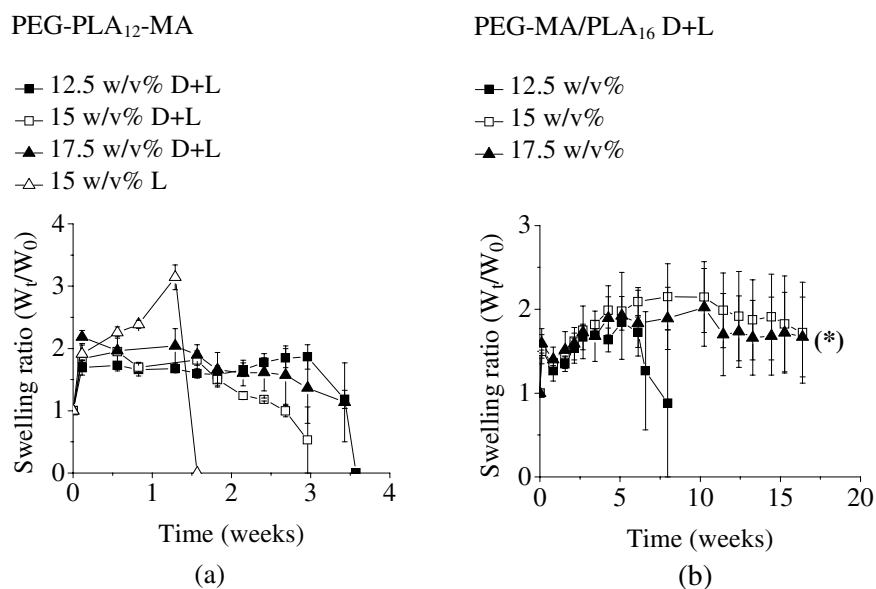 PEG-PLA₁₂-MA
12.5 w/v% D+L
15 w/v% D+L
17.5 w/v% D+L
15 w/v% L
Swelling ratio (Wₜ/W₀)
4
3
2
1
0
0 1 2 3 4
Time (weeks)
(a)
PEG-MA/PLA₁₆ D+L
12.5 w/v%
15 w/v%
17.5 w/v%
Swelling ratio (Wₜ/W₀)
3
2
1
0
(*)
0 5 10 15 20
Time (weeks)
(b)